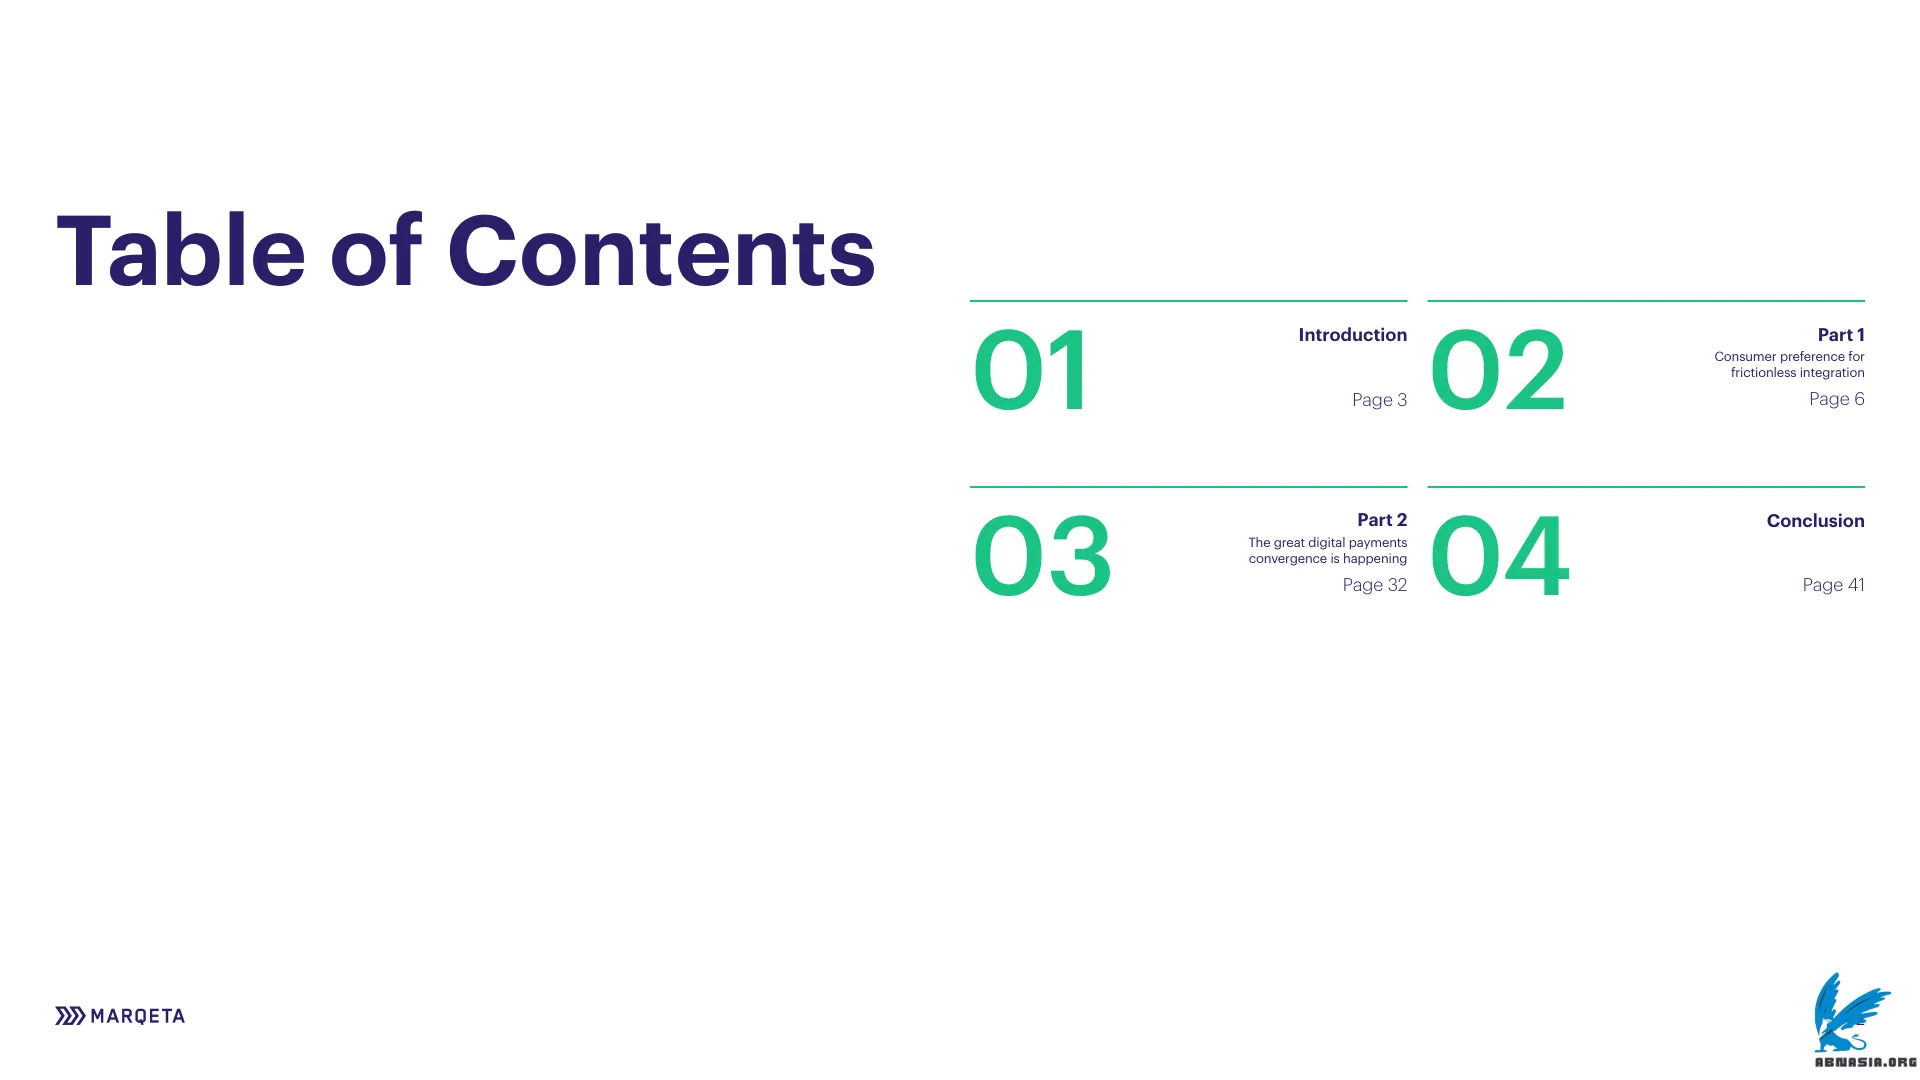 Table of Contents
01
Introduction
Page 3
02
Part 1
Consumer preference for
frictionless integration
Page 6
03
Part 2
The great digital payments
convergence is happening
Page 32
04
Conclusion
Page 41
MARQETA
ABNASIA.ORG